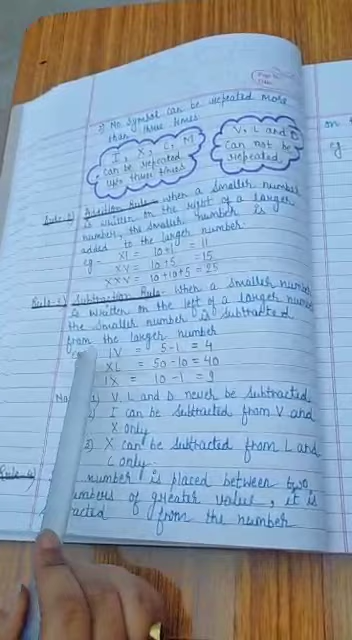 i) No symbol can be repeated more
than three times
I, X, L, M
can be repeated
upto three times
V, L and D
can not be
repeated.
Rule-2) Addition Rule- when a smaller number
is written on the right of a larger
number, the smaller number is
added to the larger number.
eg - XI = 10+1 = 11
XV = 10+5 = 15
XXV = 10+10+5 = 25
Rule-3) Subtraction Rule- When a smaller number
is written on the left of a larger number
the smaller number is subtracted
from the larger number
IV = 5-1 = 4
XL = 50-10 = 40
IX = 10-1 = 9
V, L and D never be subtracted
I can be subtracted from V and
X only
3) X can be subtracted from L and
C only.
Rule
number is placed between two
of greater value, it is
from the number
on
eg